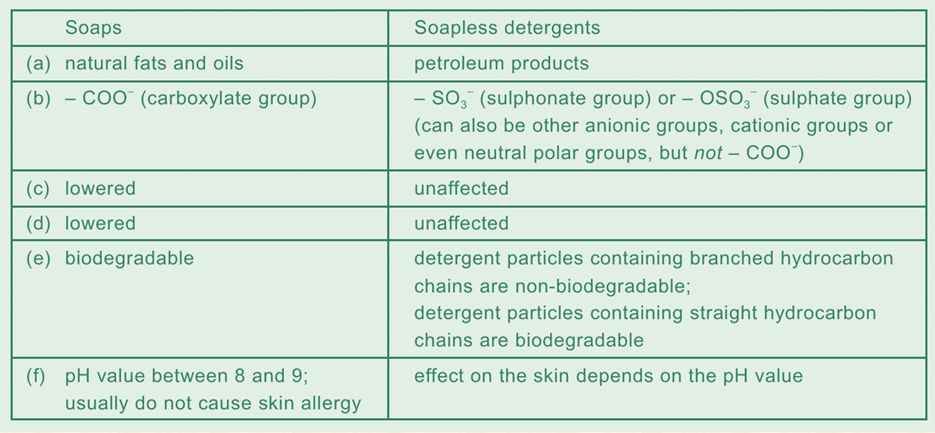 Soaps Soapless detergents
(a) natural fats and oils petroleum products
(b) – COO⁻ (carboxylate group) – SO₃⁻ (sulphonate group) or – OSO₃⁻ (sulphate group)
(can also be other anionic groups, cationic groups or
even neutral polar groups, but not – COO⁻)
(c) lowered unaffected
(d) lowered unaffected
(e) biodegradable detergent particles containing branched hydrocarbon
chains are non-biodegradable;
detergent particles containing straight hydrocarbon
chains are biodegradable
(f) pH value between 8 and 9; effect on the skin depends on the pH value
usually do not cause skin allergy